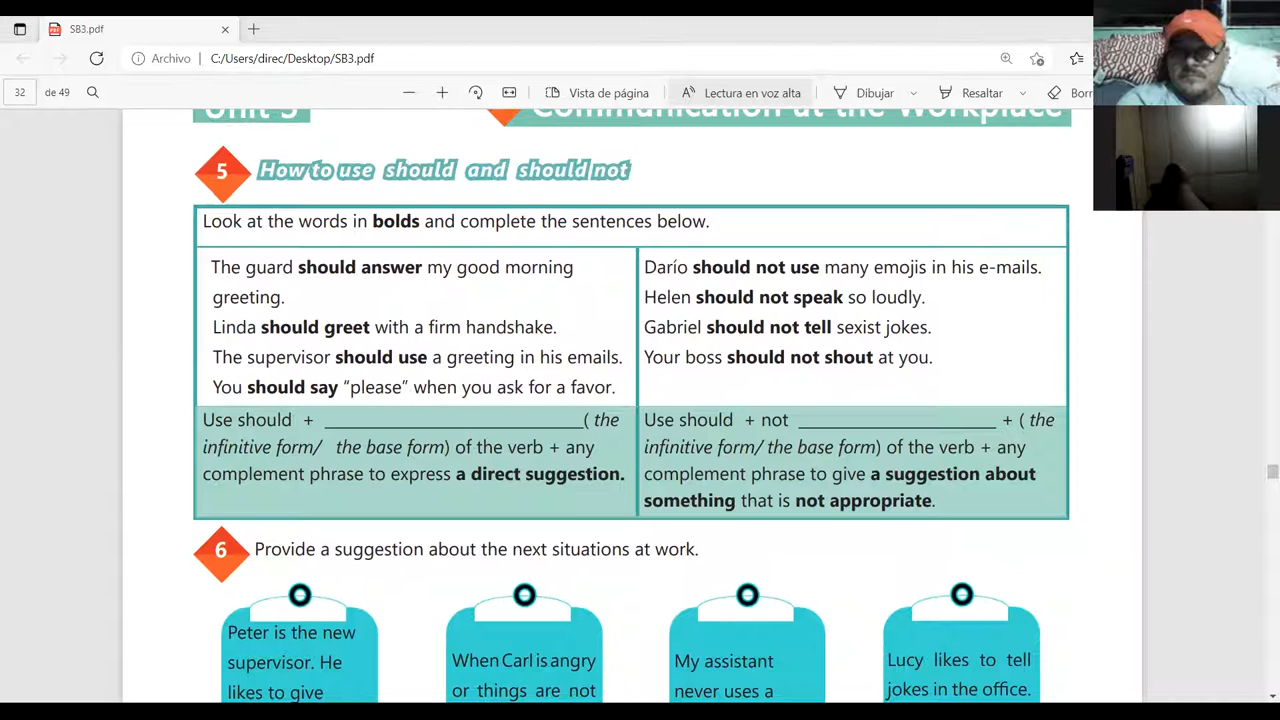 SB3.pdf
Archivo C:/Users/direc/Desktop/SB3.pdf
32 de 49 Vista de página Lectura en voz alta Dibujar Resaltar Borr
Unit 5 Communication at the Workplace
5 How to use should and should not
Look at the words in bolds and complete the sentences below.
The guard should answer my good morning
greeting.
Linda should greet with a firm handshake.
The supervisor should use a greeting in his emails.
You should say “please” when you ask for a favor.
Darío should not use many emojis in his e-mails.
Helen should not speak so loudly.
Gabriel should not tell sexist jokes.
Your boss should not shout at you.
Use should + ____________________________( the
infinitive form/ the base form) of the verb + any
complement phrase to express a direct suggestion.
Use should + not _____________________ + ( the
infinitive form/ the base form) of the verb + any
complement phrase to give a suggestion about
something that is not appropriate.
6 Provide a suggestion about the next situations at work.
Peter is the new
supervisor. He
likes to give
When Carl is angry
or things are not
My assistant
never uses a
Lucy likes to tell
jokes in the office.